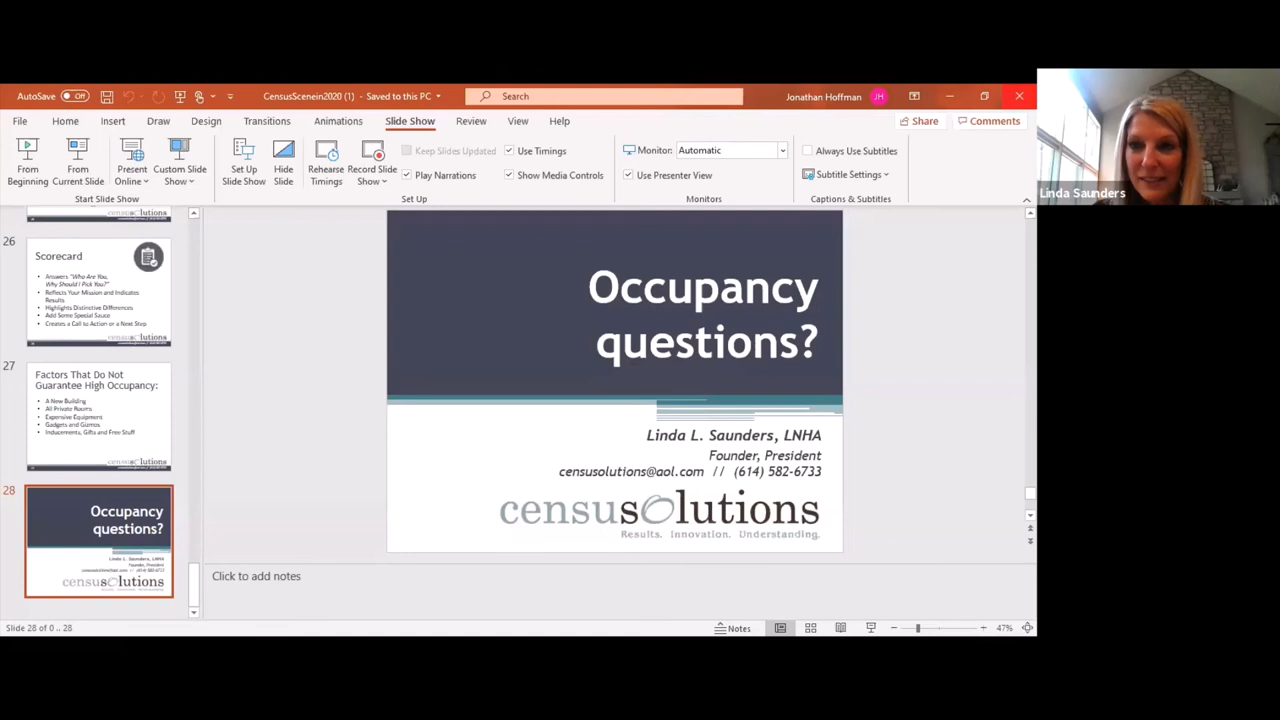 AutoSave Off
CensusScenein2020 (1) - Saved to this PC
Search
Jonathan Hoffman JH
File Home Insert Draw Design Transitions Animations Slide Show Review View Help
Share Comments
From Beginning
From Current Slide
Present Online
Custom Slide Show
Start Slide Show
Set Up Slide Show
Hide Slide
Rehearse Timings
Record Slide Show
Keep Slides Updated
Play Narrations
Use Timings
Show Media Controls
Set Up
Monitor: Automatic
Use Presenter View
Monitors
Always Use Subtitles
Subtitle Settings
Captions & Subtitles
Linda Saunders
26
Scorecard
Answers "Who Are You,
Why Should I Pick You?"
Reflects Your Mission and Indicates
Results
Highlights Distinctive Differences
Add Some Special Sauce
Creates a Call to Action or a Next Step
censusolutions
27
Factors That Do Not
Guarantee High Occupancy:
A New Building
All Private Rooms
Expensive Equipment
Gadgets and Gizmos
Inducements, Gifts and Free Stuff
censusolutions
28
Occupancy
questions?
Linda L. Saunders, LNHA
Founder, President
censusolutions@aol.com // (614) 582-6733
censusolutions
Occupancy
questions?
Linda L. Saunders, LNHA
Founder, President
censusolutions@aol.com // (614) 582-6733
censusolutions
Results. Innovation. Understanding.
Click to add notes
Slide 28 of 0 .. 28
Notes
47%